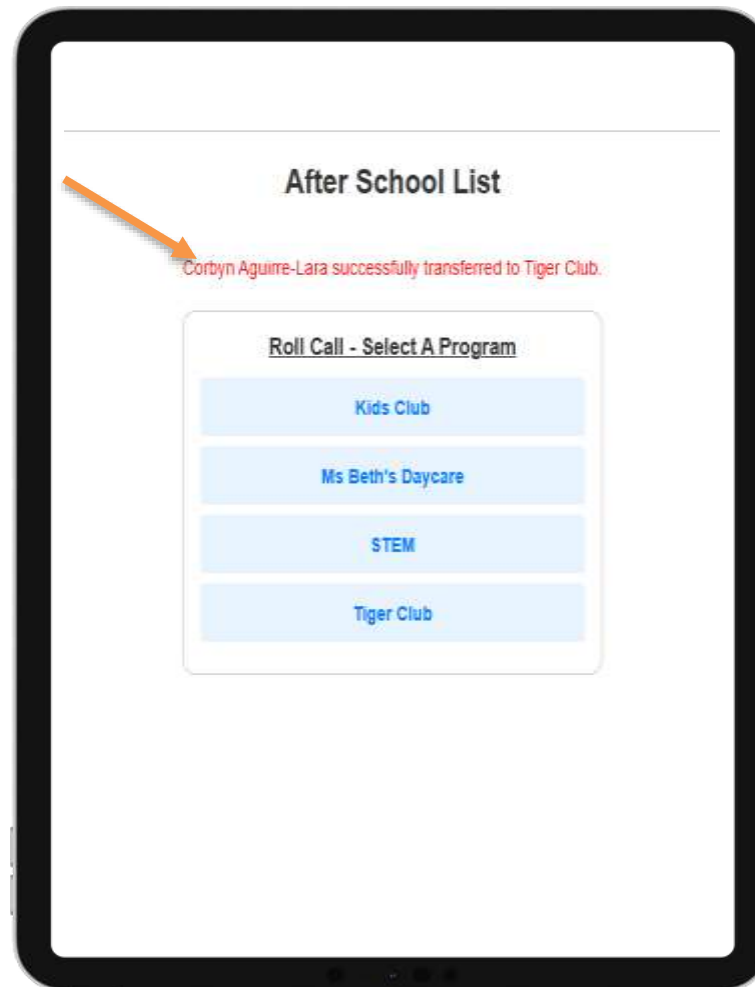 After School List
Corbyn Aguirre-Lara successfully transferred to Tiger Club.
Roll Call - Select A Program
Kids Club
Ms Beth's Daycare
STEM
Tiger Club